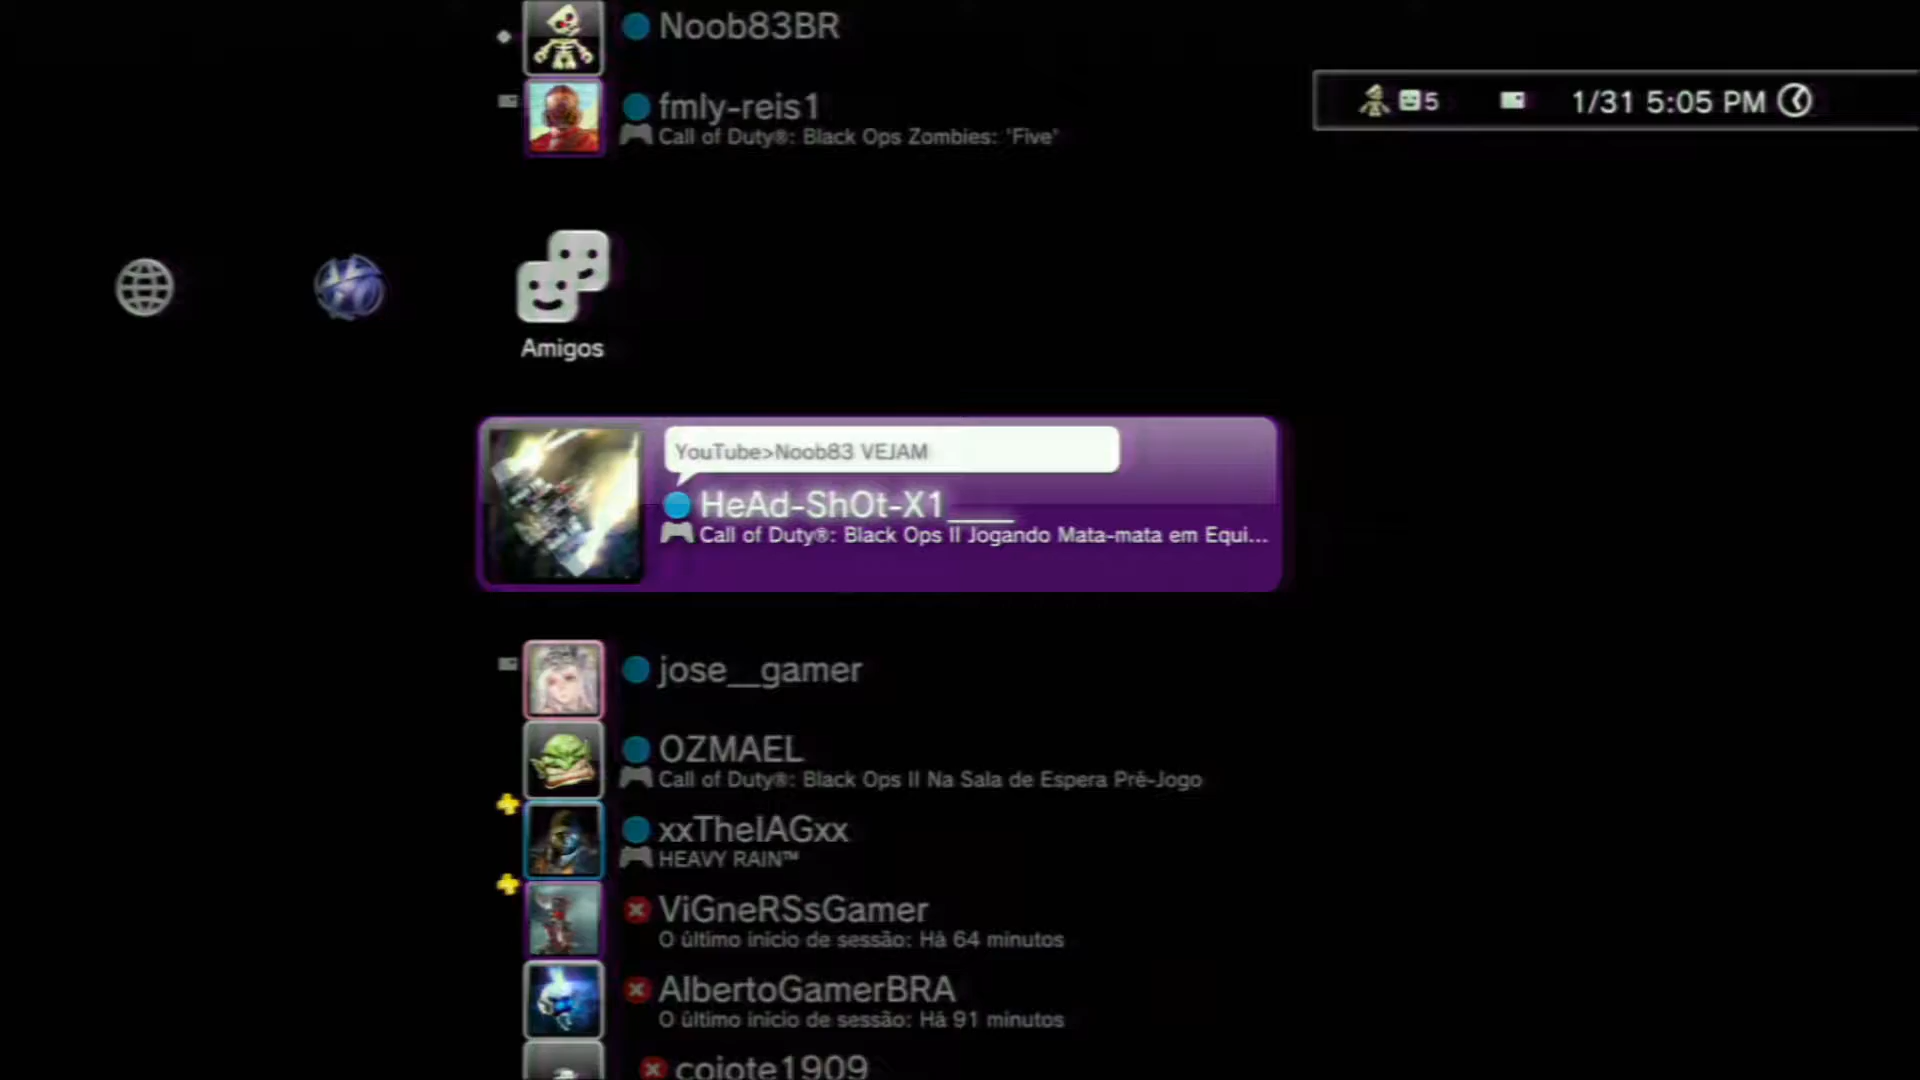 Noob83BR
fmly-reis1
Call of Duty®: Black Ops Zombies: 'Five'
5
1/31 5:05 PM
Amigos
YouTube>Noob83 VEJAM
HeAd-ShOt-X1____
Call of Duty®: Black Ops II Jogando Mata-mata em Equi...
jose__gamer
OZMAEL
Call of Duty®: Black Ops II Na Sala de Espera Pré-Jogo
xxTheIAGxx
HEAVY RAIN™
ViGneRSsGamer
O último inicio de sessão: Há 64 minutos
AlbertoGamerBRA
O último inicio de sessão: Há 91 minutos
coiote1909